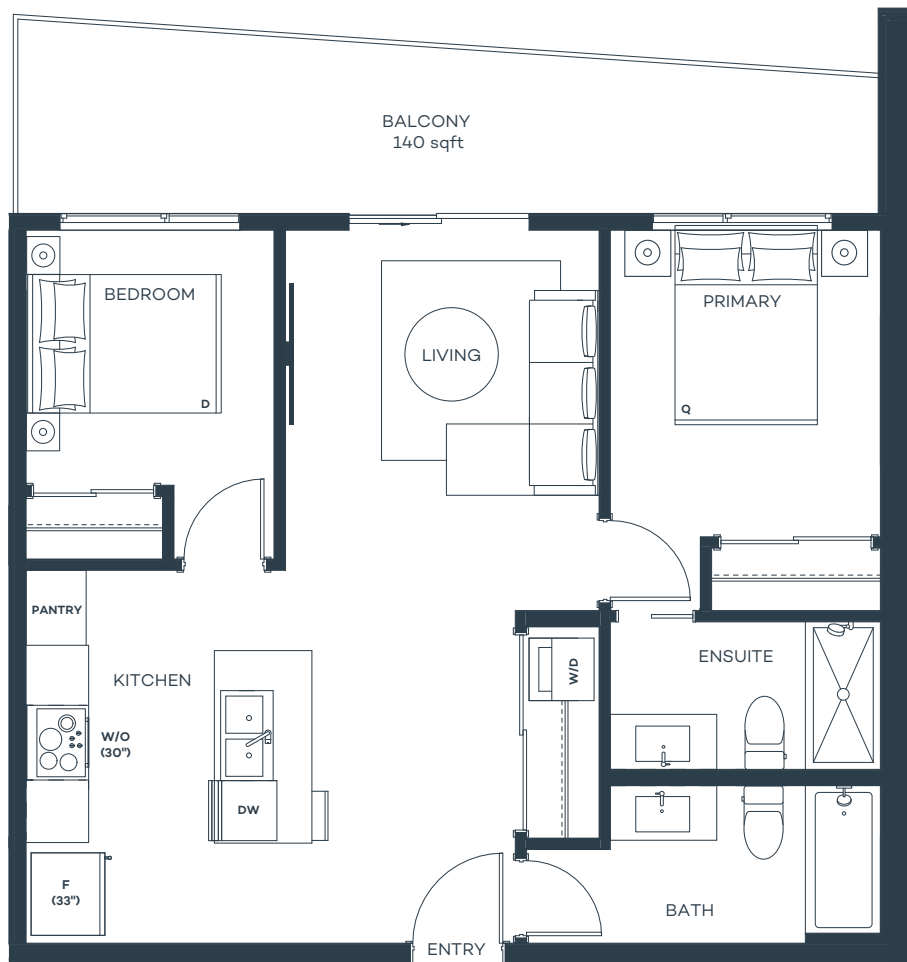 BALCONY
140 sqft
BEDROOM
PRIMARY
LIVING
D
Q
PANTRY
KITCHEN
W/D
ENSUITE
W/O
(30")
DW
F
(33")
BATH
ENTRY